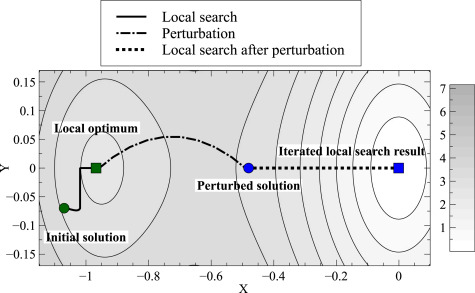 Local search
Perturbation
Local search after perturbation
0.15
0.1
0.05
0
−0.05
−0.1
−0.15
Y
Local optimum
Initial solution
Perturbed solution
Iterated local search result
−1
−0.8
−0.6
−0.4
−0.2
0
X
7
6
5
4
3
2
1